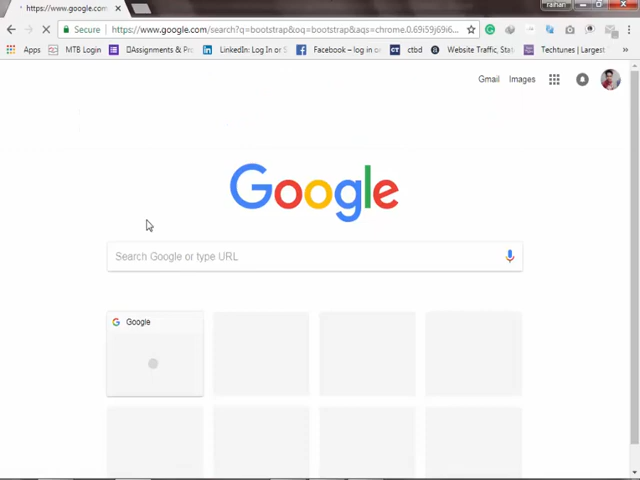 https://www.google.com
raihan
Secure
https://www.google.com/search?q=bootstrap&oq=bootstrap&aqs=chrome.0.69i59j69i6...
Apps
MTB Login
Assignments & Pr
LinkedIn: Log In or S
Facebook – log in o
ctbd
Website Traffic, Stat
Techtunes | Largest
Gmail
Images
Google
Search Google or type URL
Google